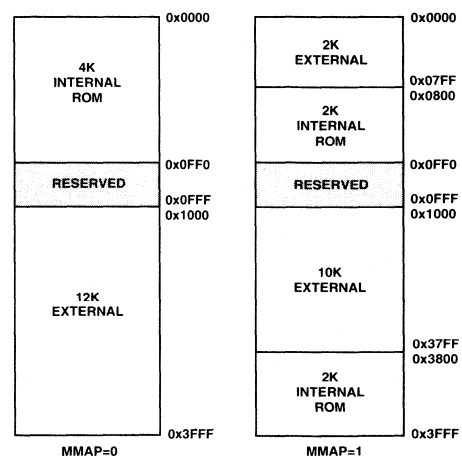 0x0000
4K
INTERNAL
ROM
0x0FF0
RESERVED
0x0FFF
0x1000
12K
EXTERNAL
0x3FFF
MMAP=0
0x0000
2K
EXTERNAL
0x07FF
0x0800
2K
INTERNAL
ROM
0x0FF0
RESERVED
0x0FFF
0x1000
10K
EXTERNAL
0x37FF
0x3800
2K
INTERNAL
ROM
0x3FFF
MMAP=1